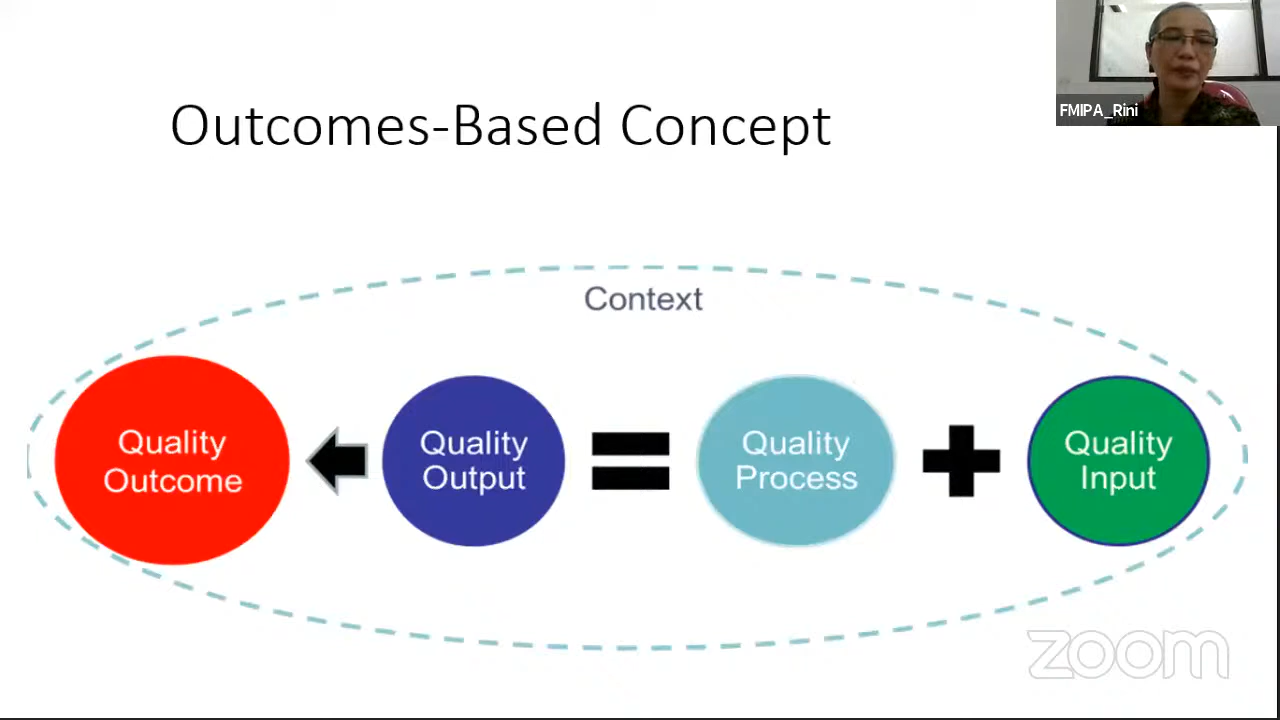 FMIPA_Rini
Outcomes-Based Concept
Context
Quality
Outcome
Quality
Output
Quality
Process
Quality
Input
zoom